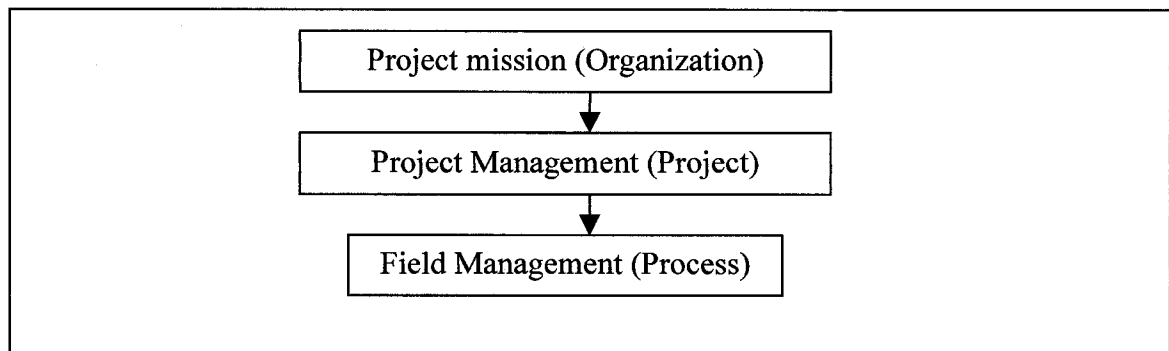 Project mission (Organization)
Project Management (Project)
Field Management (Process)